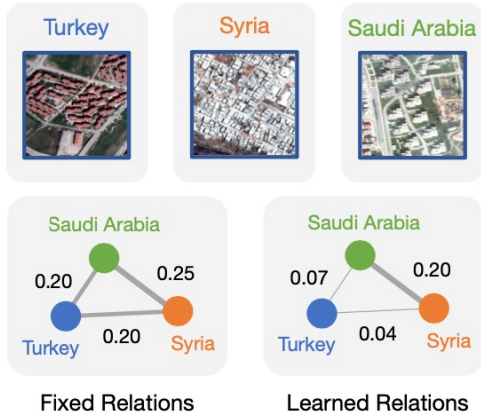 Turkey
Syria
Saudi Arabia
Saudi Arabia
0.20
0.25
Turkey
0.20
Syria
Saudi Arabia
0.07
0.20
Turkey
0.04
Syria
Fixed Relations
Learned Relations